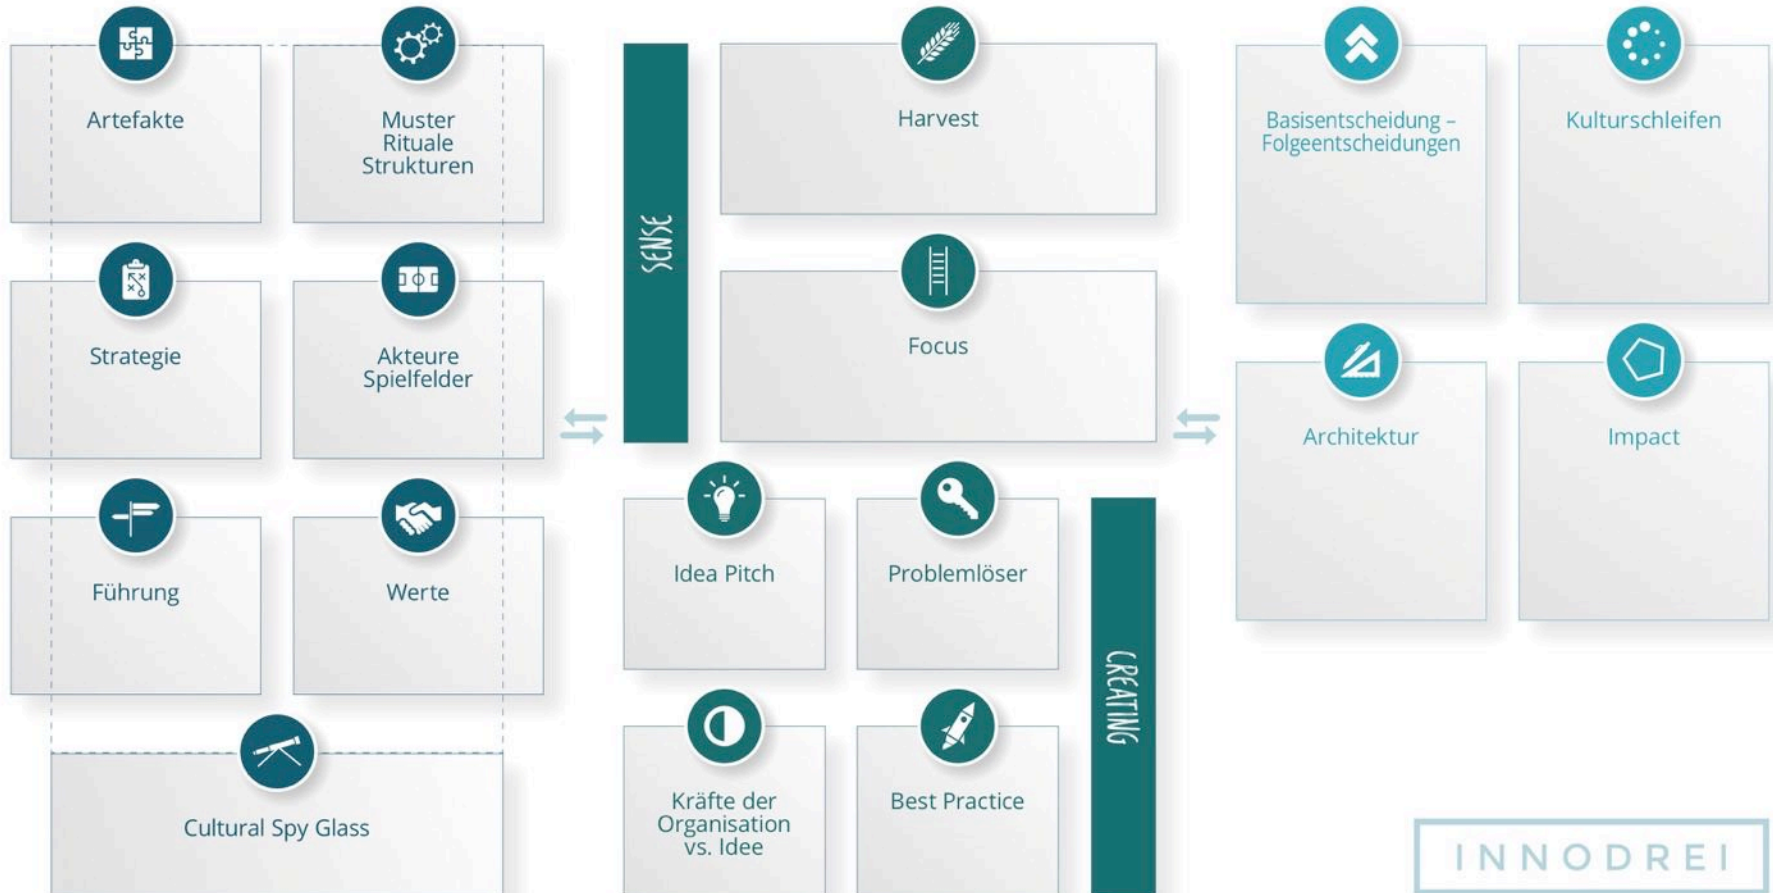 Artefakte
Muster
Rituale
Strukturen
Strategie
Akteure
Spielfelder
Führung
Werte
Cultural Spy Glass
SENSE
Harvest
Focus
Idea Pitch
Problemlöser
Kräfte der
Organisation
vs. Idee
Best Practice
CREATING
Basisentscheidung –
Folgeentscheidungen
Kulturschleifen
Architektur
Impact
INNODREI